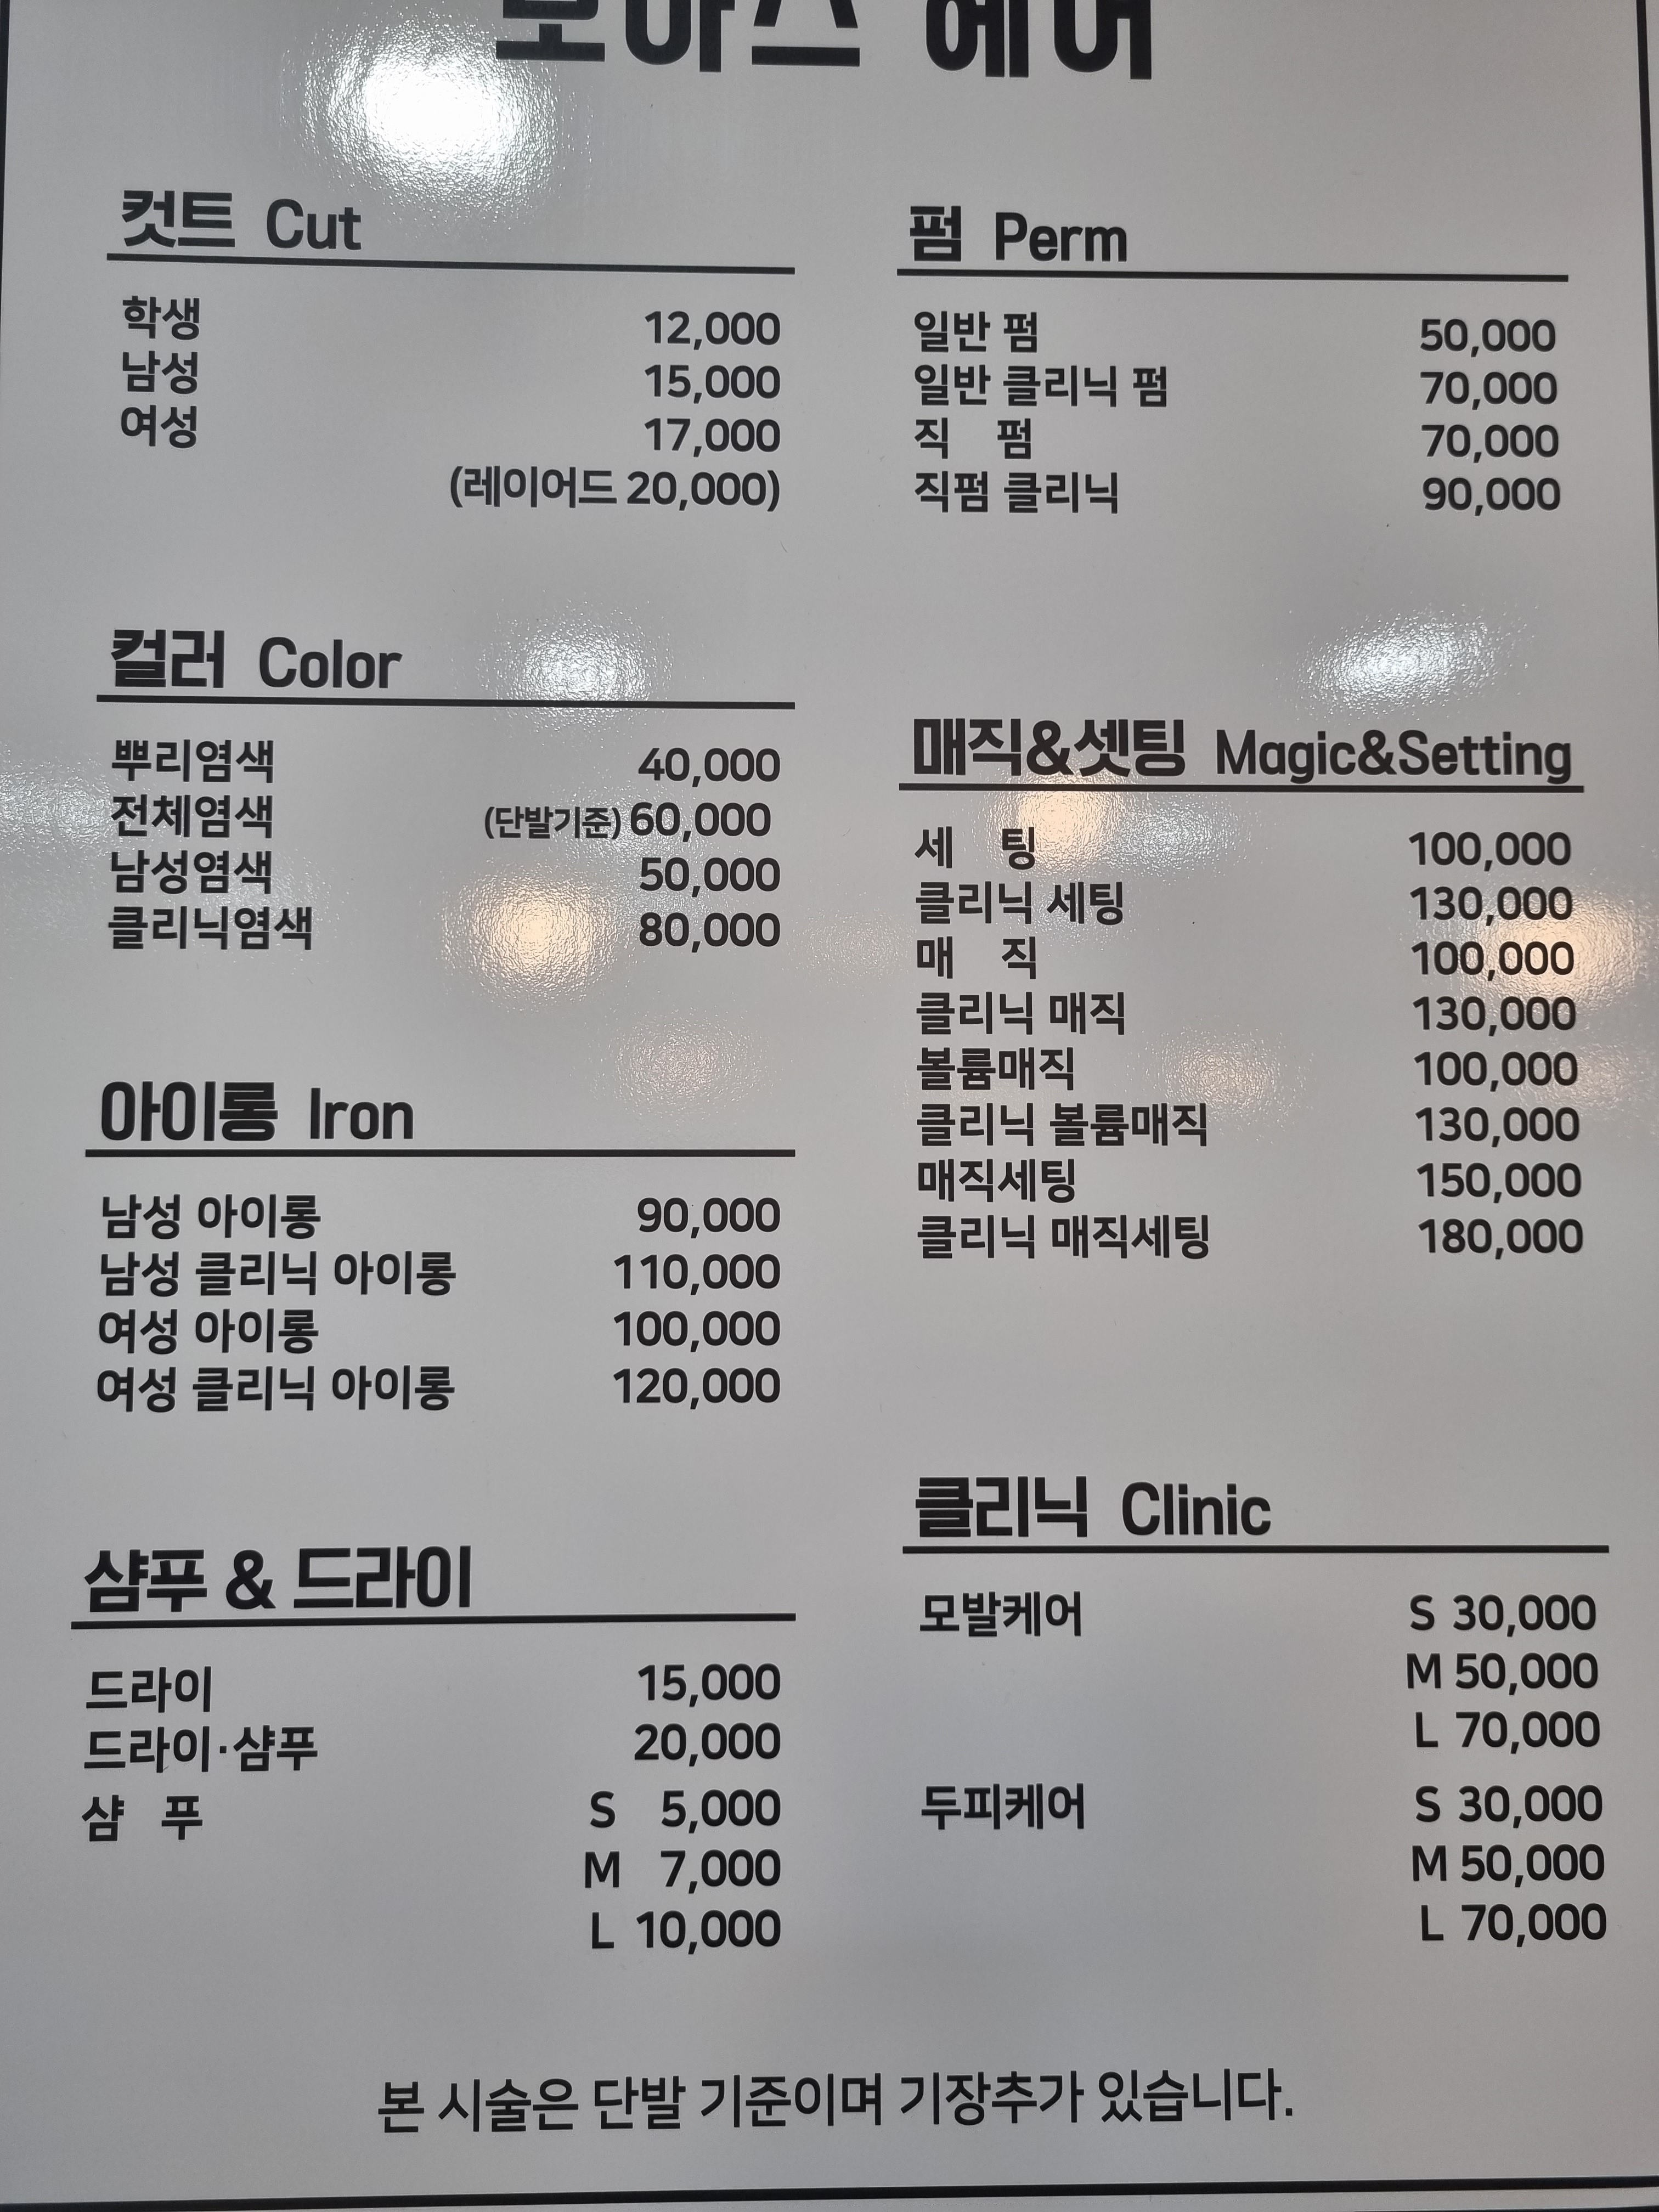 헤어
컷트 Cut
학생 12,000
남성 15,000
여성 17,000
(레이어드 20,000)
컬러 Color
뿌리염색 40,000
전체염색 (단발기준) 60,000
남성염색 50,000
클리닉염색 80,000
아이롱 Iron
남성 아이롱 90,000
남성 클리닉 아이롱 110,000
여성 아이롱 100,000
여성 클리닉 아이롱 120,000
샴푸 & 드라이
드라이 15,000
드라이·샴푸 20,000
샴 푸 S 5,000
M 7,000
L 10,000
펌 Perm
일반 펌 50,000
일반 클리닉 펌 70,000
직 펌 70,000
직펌 클리닉 90,000
매직&셋팅 Magic&Setting
세 팅 100,000
클리닉 세팅 130,000
매 직 100,000
클리닉 매직 130,000
볼륨매직 100,000
클리닉 볼륨매직 130,000
매직세팅 150,000
클리닉 매직세팅 180,000
클리닉 Clinic
모발케어 S 30,000
M 50,000
L 70,000
두피케어 S 30,000
M 50,000
L 70,000
본 시술은 단발 기준이며 기장추가 있습니다.